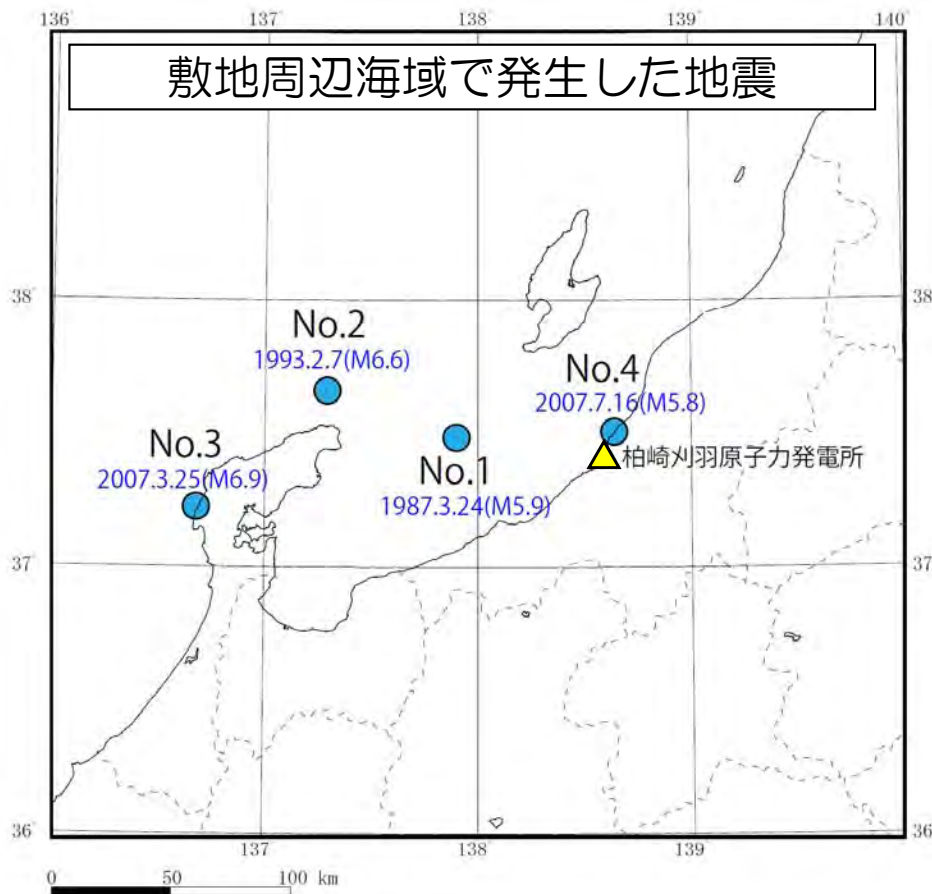 136° 137° 138° 139° 140°
敷地周辺海域で発生した地震
38° 38°
No.2
1993.2.7(M6.6)
No.4
2007.7.16(M5.8)
No.3
2007.3.25(M6.9)
柏崎刈羽原子力発電所
No.1
1987.3.24(M5.9)
37° 37°
36° 36°
137 138 139
0 50 100 km